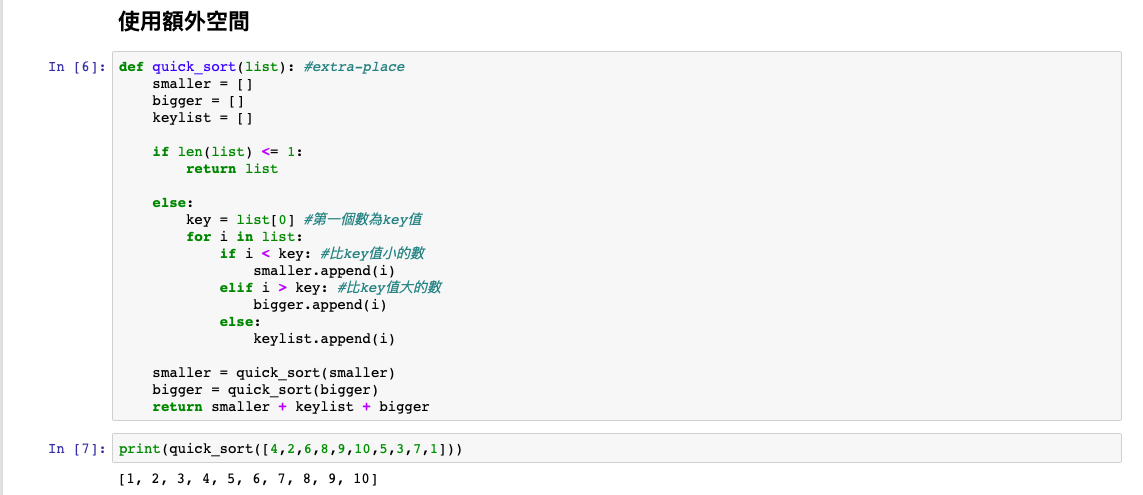 使用額外空間
In [6]: def quick_sort(list): #extra-place
    smaller = []
    bigger = []
    keylist = []
    if len(list) <= 1:
        return list
    else:
        key = list[0] #第一個數為key值
        for i in list:
            if i < key: #比key值小的數
                smaller.append(i)
            elif i > key: #比key值大的數
                bigger.append(i)
            else:
                keylist.append(i)
    smaller = quick_sort(smaller)
    bigger = quick_sort(bigger)
    return smaller + keylist + bigger
In [7]: print(quick_sort([4,2,6,8,9,10,5,3,7,1]))
[1, 2, 3, 4, 5, 6, 7, 8, 9, 10]